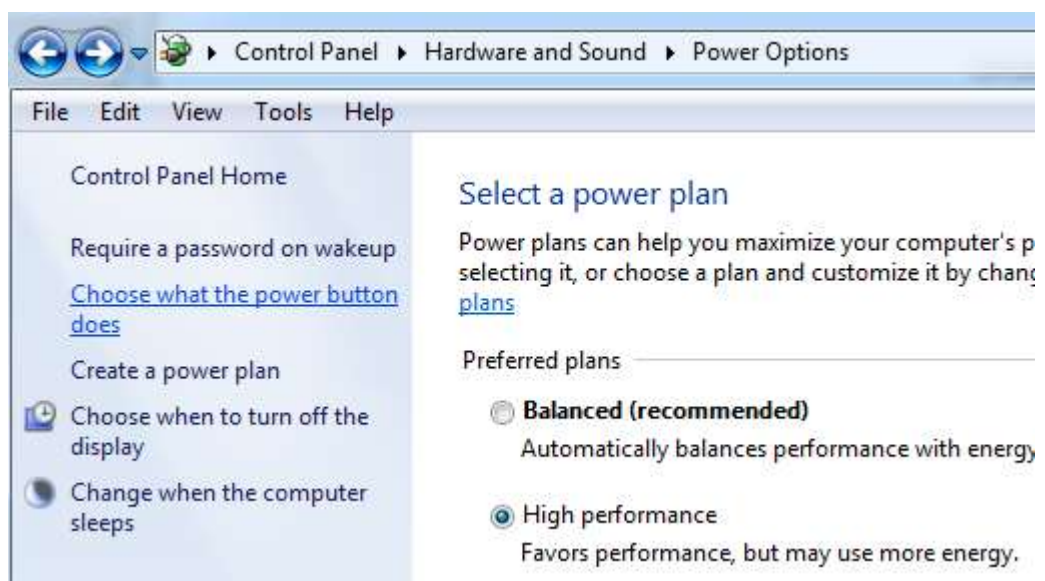 Control Panel Hardware and Sound Power Options
File Edit View Tools Help
Control Panel Home
Require a password on wakeup
Choose what the power button
does
Create a power plan
Choose when to turn off the
display
Change when the computer
sleeps
Select a power plan
Power plans can help you maximize your computer's p
selecting it, or choose a plan and customize it by chang
plans
Preferred plans
Balanced (recommended)
Automatically balances performance with energy
High performance
Favors performance, but may use more energy.